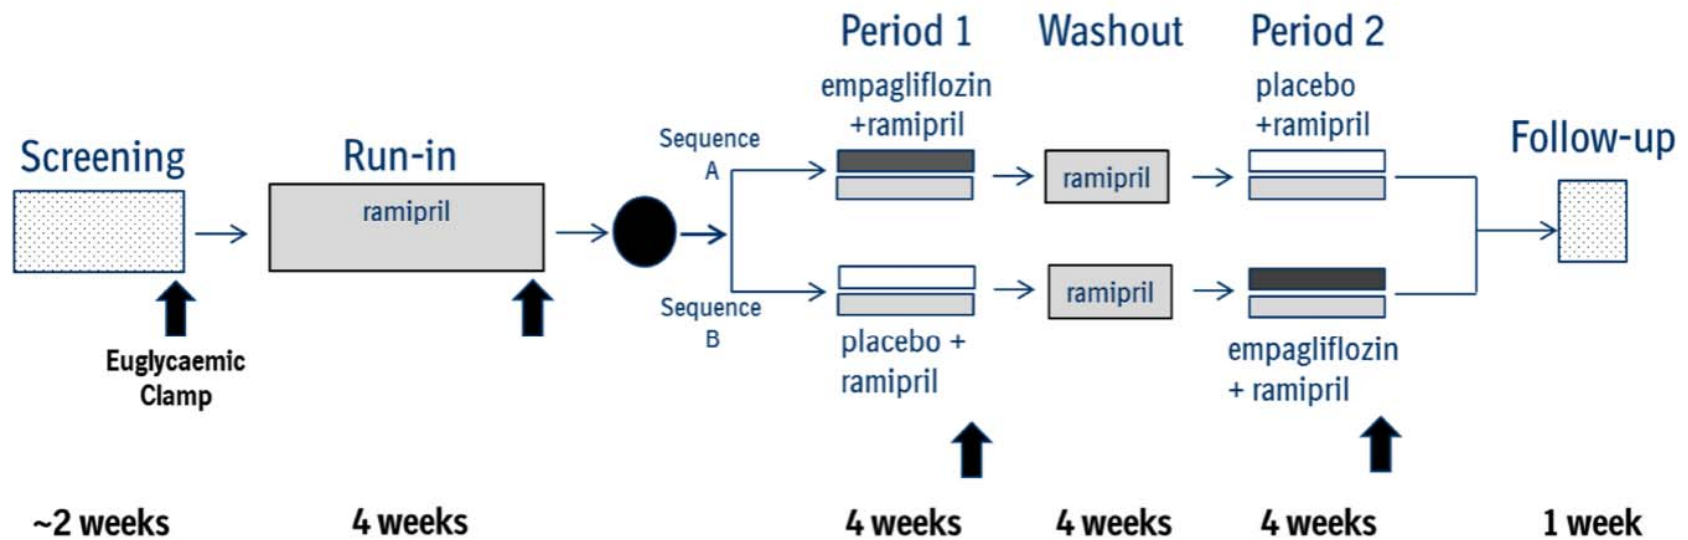 Period 1
Washout
Period 2
empagliflozin
+ramipril
placebo
+ramipril
Screening
Run-in
Sequence
A
Follow-up
ramipril
ramipril
ramipril
Sequence
B
Euglycaemic
Clamp
placebo +
ramipril
empagliflozin
+ ramipril
~2 weeks
4 weeks
4 weeks
4 weeks
4 weeks
1 week